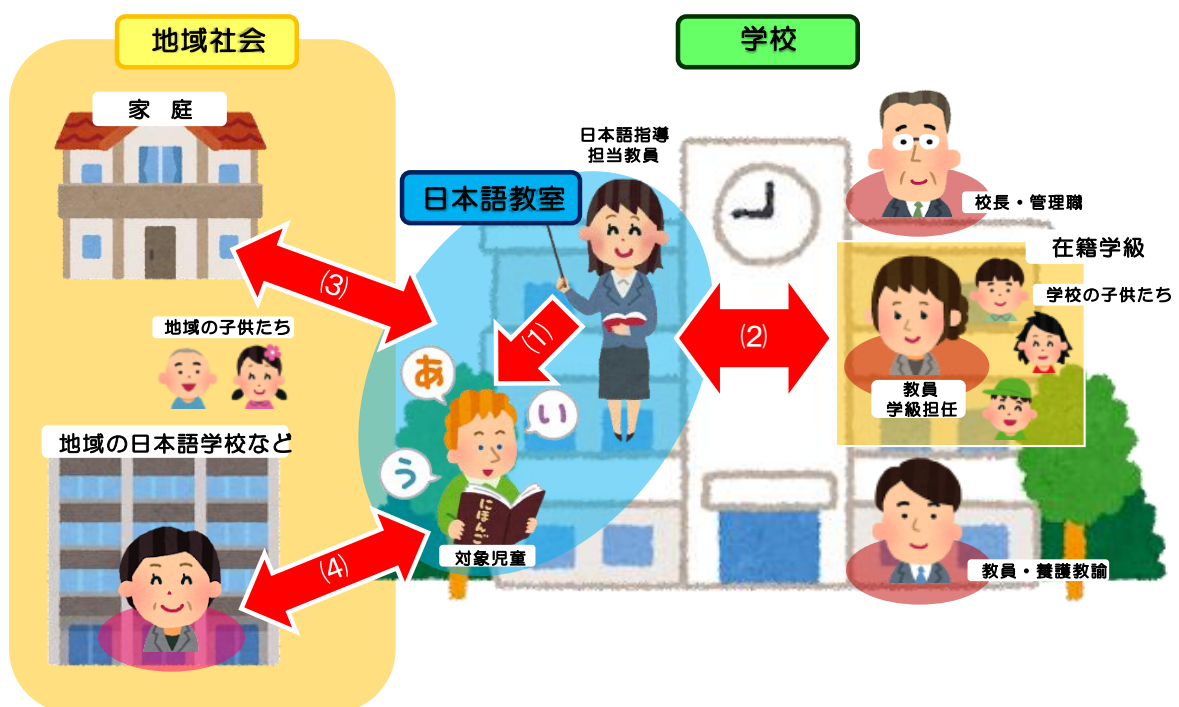 地域社会
学校
家　庭
日本語指導
担当教員
日本語教室
校長・管理職
在籍学級
学校の子供たち
(3)
(1)
(2)
地域の子供たち
あ
い
う
教員
学級担任
地域の日本語学校など
にほんご
対象児童
(4)
教員・養護教諭